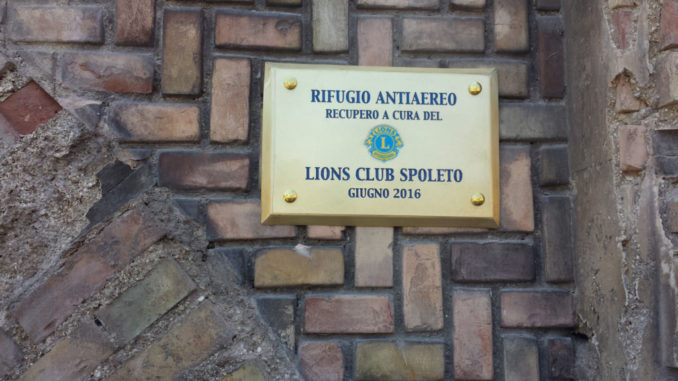 RIFUGIO ANTIAEREO
RECUPERO A CURA DEL
LIONS
L
LIONS CLUB SPOLETO
GIUGNO 2016